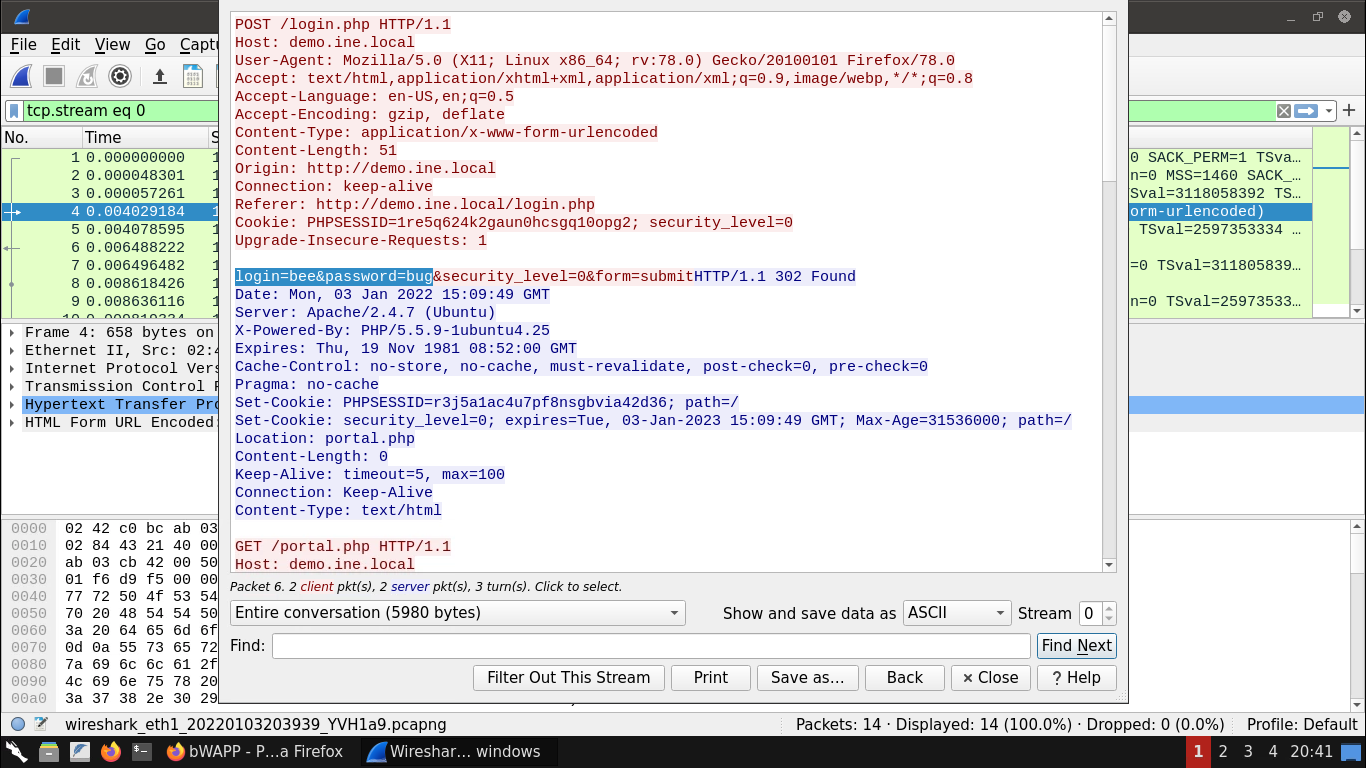 POST /login.php HTTP/1.1
Host: demo.ine.local
User-Agent: Mozilla/5.0 (X11; Linux x86_64; rv:78.0) Gecko/20100101 Firefox/78.0
Accept: text/html,application/xhtml+xml,application/xml;q=0.9,image/webp,*/*;q=0.8
Accept-Language: en-US,en;q=0.5
Accept-Encoding: gzip, deflate
Content-Type: application/x-www-form-urlencoded
Content-Length: 51
Origin: http://demo.ine.local
Connection: keep-alive
Referer: http://demo.ine.local/login.php
Cookie: PHPSESSID=1re5q624k2gaun0hcsgq10opg2; security_level=0
Upgrade-Insecure-Requests: 1
login=bee&password=bug&security_level=0&form=submitHTTP/1.1 302 Found
Date: Mon, 03 Jan 2022 15:09:49 GMT
Server: Apache/2.4.7 (Ubuntu)
X-Powered-By: PHP/5.5.9-1ubuntu4.25
Expires: Thu, 19 Nov 1981 08:52:00 GMT
Cache-Control: no-store, no-cache, must-revalidate, post-check=0, pre-check=0
Pragma: no-cache
Set-Cookie: PHPSESSID=r3j5a1ac4u7pf8nsgbvia42d36; path=/
Set-Cookie: security_level=0; expires=Tue, 03-Jan-2023 15:09:49 GMT; Max-Age=31536000; path=/
Location: portal.php
Content-Length: 0
Keep-Alive: timeout=5, max=100
Connection: Keep-Alive
Content-Type: text/html
GET /portal.php HTTP/1.1
Host: demo.ine.local
Packet 6. 2 client pkt(s), 2 server pkt(s), 3 turn(s). Click to select.
Entire conversation (5980 bytes)
Show and save data as ASCII Stream 0
Find: Find Next
Filter Out This Stream Print Save as… Back Close Help
File Edit View Go Captu
tcp.stream eq 0
No. Time S
1 0.000000000 1
2 0.000048301 1
3 0.000057261 1
4 0.004029184 1
5 0.004078595 1
6 0.006488222 1
7 0.006496482 1
8 0.008618426 1
9 0.008636116 1
0 SACK_PERM=1 TSva…
n=0 MSS=1460 SACK_…
Sval=3118058392 TS…
orm-urlencoded)
TSval=2597353334 …
=0 TSval=311805839…
n=0 TSval=25973533…
Frame 4: 658 bytes on
Ethernet II, Src: 02:4
Internet Protocol Vers
Transmission Control P
Hypertext Transfer Pro
HTML Form URL Encoded:
0000 02 42 c0 bc ab 03
0010 02 84 43 21 40 00
0020 ab 03 cb 42 00 50
0030 01 f6 d9 f5 00 00
0040 77 72 50 4f 53 54
0050 70 20 48 54 54 50
0060 3a 20 64 65 6d 6f
0070 0d 0a 55 73 65 72
0080 7a 69 6c 6c 61 2f
0090 4c 69 6e 75 78 20
00a0 3a 37 38 2e 30 29
wireshark_eth1_20220103203939_YVH1a9.pcapng
Packets: 14 · Displayed: 14 (100.0%) · Dropped: 0 (0.0%) Profile: Default
bWAPP - P…a Firefox Wireshar… windows 1 2 3 4 20:41